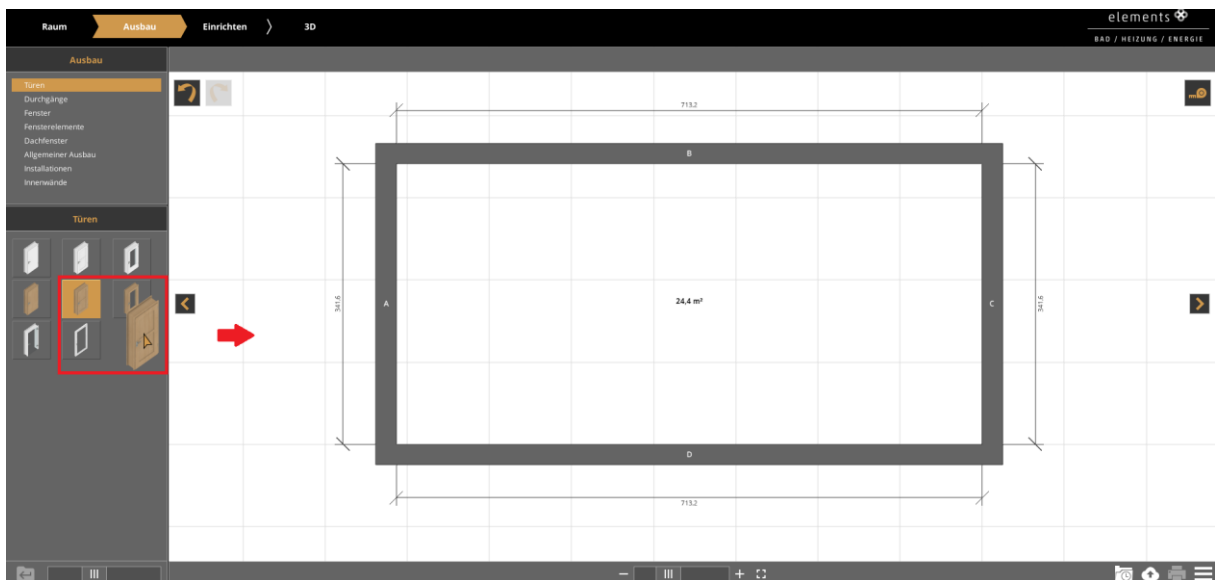 Raum Ausbau Einrichten 3D
elements
BAD / HEIZUNG / ENERGIE
Ausbau
Türen
Durchgänge
Fenster
Fensterelemente
Dachfenster
Allgemeiner Ausbau
Installationen
Innenwände
Türen
713,2
B
341,6
A
24,4 m²
C
341,6
D
713,2